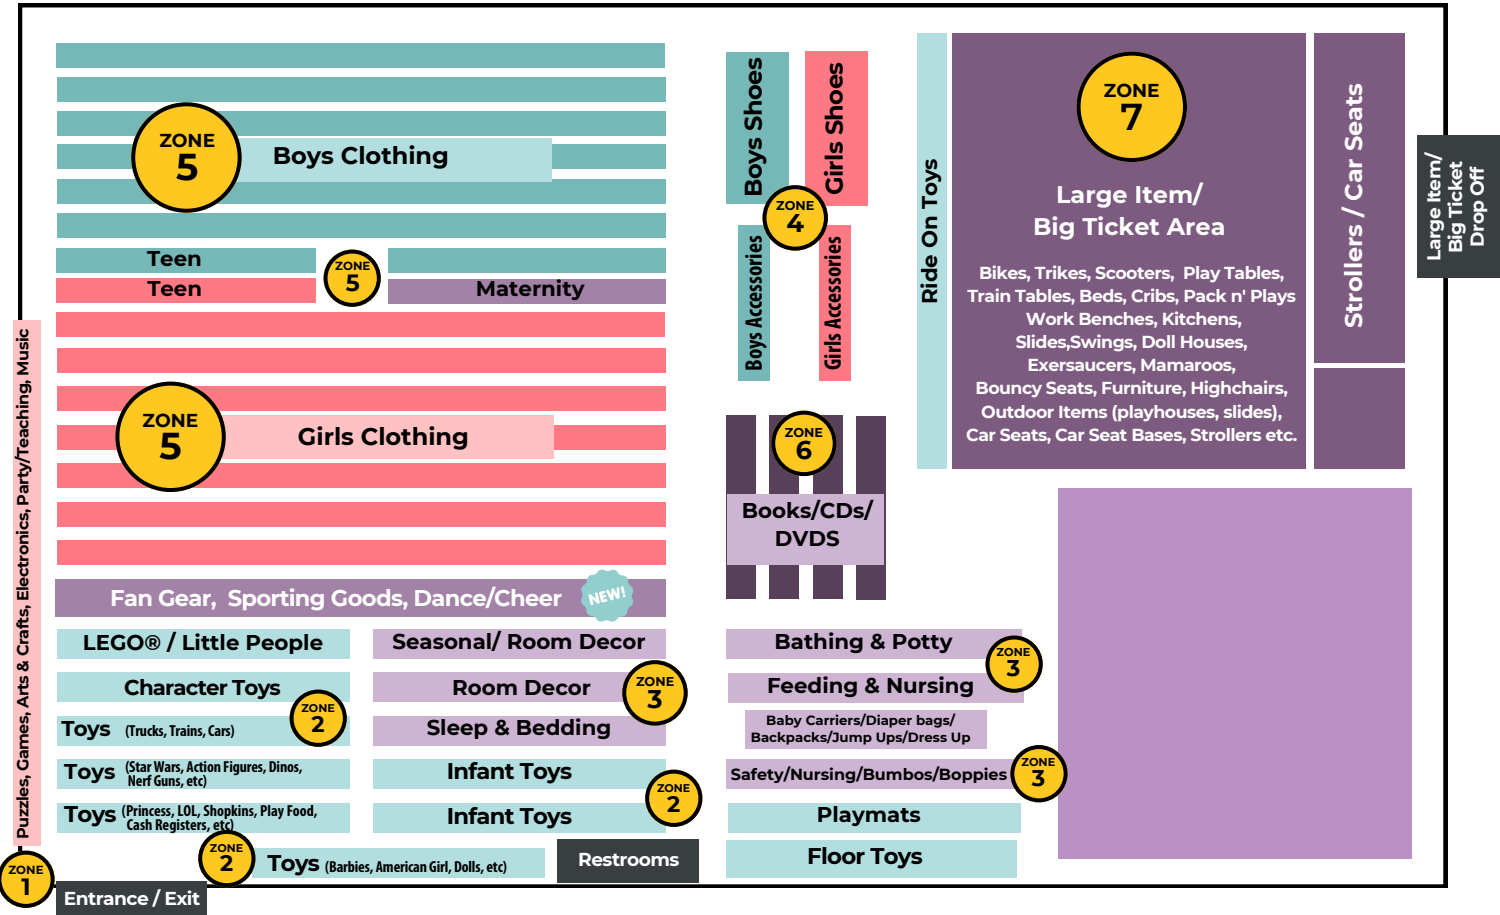 ZONE
5
Boys Clothing
Teen
Teen
ZONE
5
Maternity
ZONE
5
Girls Clothing
Fan Gear,  Sporting Goods, Dance/Cheer
NEW!
Puzzles, Games, Arts & Crafts, Electronics, Party/Teaching, Music
LEGO® / Little People
Character Toys
ZONE
2
Toys (Trucks, Trains, Cars)
Toys (Star Wars, Action Figures, Dinos,
Nerf Guns, etc)
Toys (Princess, LOL, Shopkins, Play Food,
Cash Registers, etc)
ZONE
2
Toys (Barbies, American Girl, Dolls, etc)
ZONE
1
Entrance / Exit
Seasonal/ Room Decor
Room Decor
ZONE
3
Sleep & Bedding
Infant Toys
ZONE
2
Infant Toys
Restrooms
Boys Shoes
Girls Shoes
ZONE
4
Boys Accessories
Girls Accessories
ZONE
6
Books/CDs/
DVDS
Bathing & Potty
ZONE
3
Feeding & Nursing
Baby Carriers/Diaper bags/
Backpacks/Jump Ups/Dress Up
Safety/Nursing/Bumbos/Boppies
ZONE
3
Playmats
Floor Toys
Ride On Toys
ZONE
7
Large Item/
Big Ticket Area
Bikes, Trikes, Scooters,  Play Tables,
Train Tables, Beds, Cribs, Pack n' Plays
Work Benches, Kitchens,
Slides,Swings, Doll Houses,
Exersaucers, Mamaroos,
Bouncy Seats, Furniture, Highchairs,
Outdoor Items (playhouses, slides),
Car Seats, Car Seat Bases, Strollers etc.
Strollers / Car Seats
Large Item/
Big Ticket
Drop Off